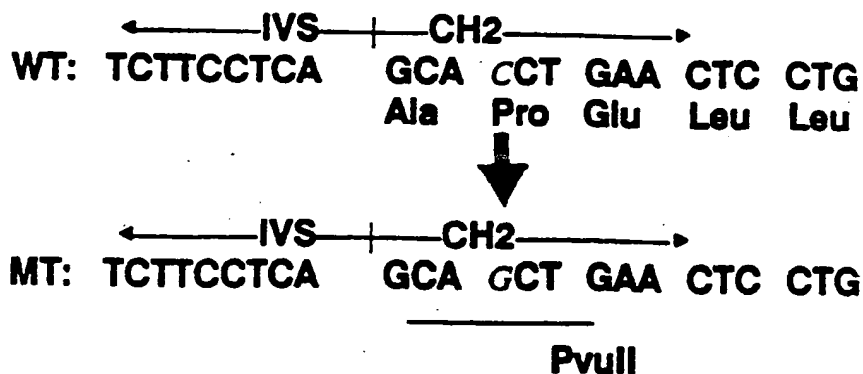 IVS CH2
WT: TCTTCCTCA GCA CCT GAA CTC CTG
Ala Pro Glu Leu Leu
IVS CH2
MT: TCTTCCTCA GCA GCT GAA CTC CTG
PvuII